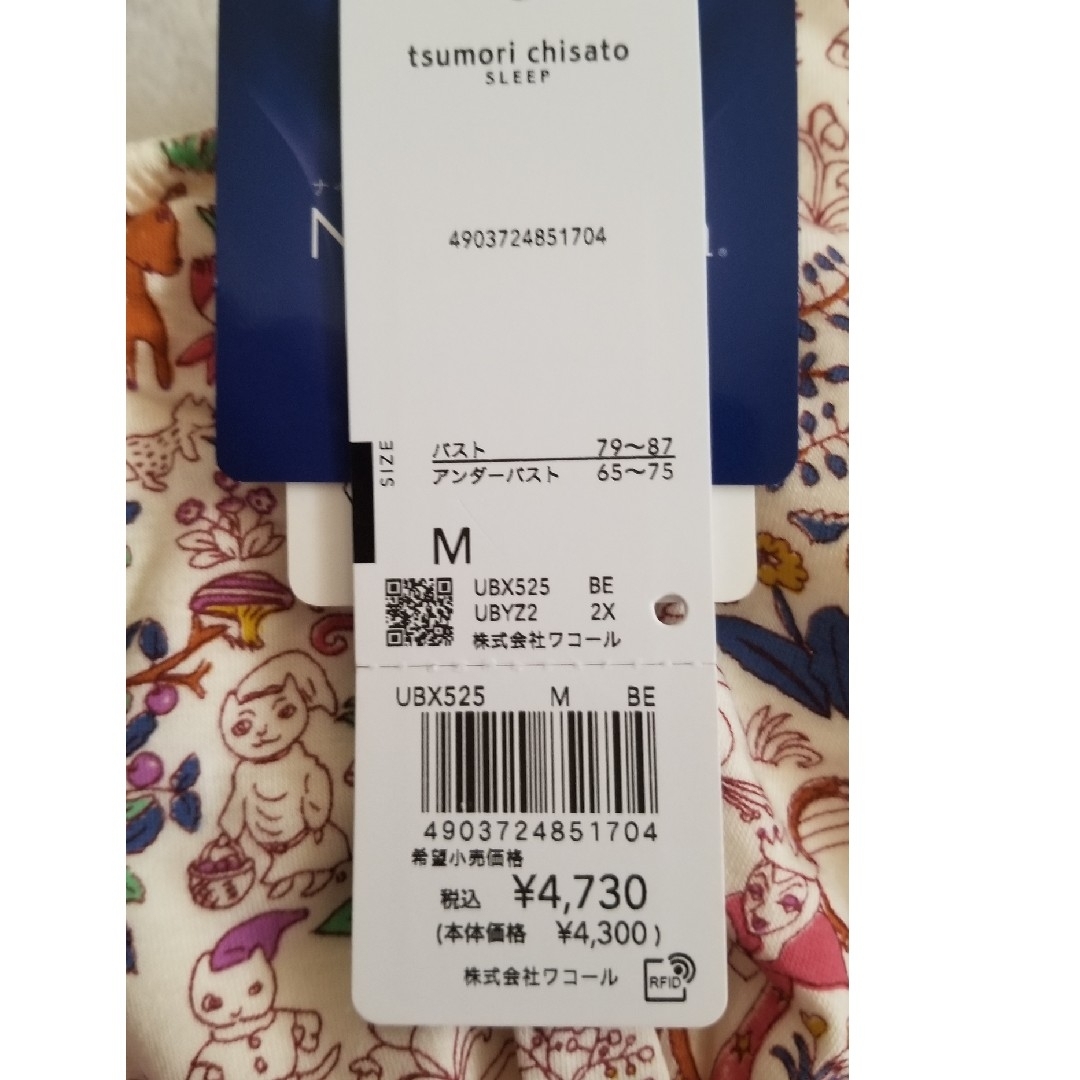 tsumori chisato
SLEEP
4903724851704
SIZE
バスト 79〜87
アンダーバスト 65〜75
M
UBX525 BE
UBYZ2 2X
株式会社ワコール
UBX525 M BE
4903724851704
希望小売価格
税込 ¥4,730
(本体価格 ¥4,300)
株式会社ワコール
RFID